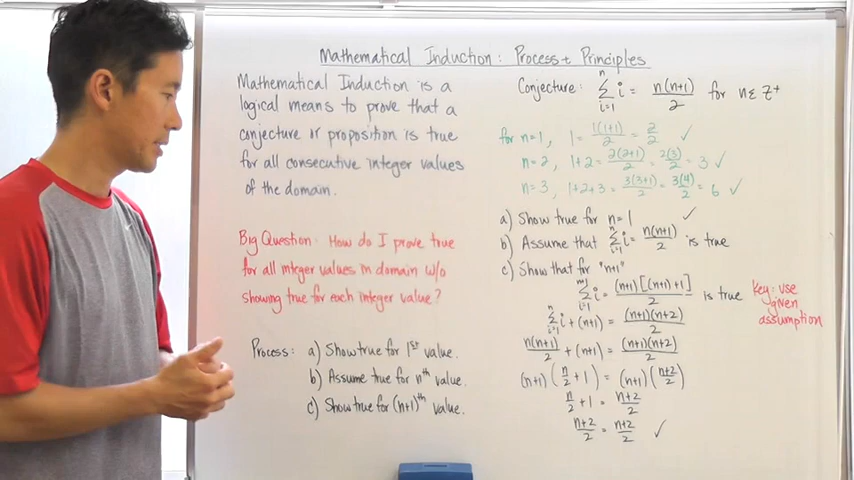 Mathematical Induction: Process + Principles
Mathematical Induction is a
logical means to prove that a
conjecture or proposition is true
for all consecutive integer values
of the domain.
Big Question: How do I prove true
for all integer values in domain w/o
showing true for each integer value?
Process: a) Show true for 1st value.
b) Assume true for nth value.
c) Show true for (n+1)th value.
Conjecture: n∑i=1 i = n(n+1)/2 for n ∈ Z+
for n=1, 1 = 1(1+1)/2 = 2/2 ✓
n=2, 1+2 = 2(2+1)/2 = 2(3)/2 = 3 ✓
n=3, 1+2+3 = 3(3+1)/2 = 3(4)/2 = 6 ✓
a) Show true for n=1 ✓
b) Assume that n∑i=1 i = n(n+1)/2 is true
c) Show that for "n+1"
n+1∑i=1 i = (n+1)[(n+1)+1]/2 is true
n∑i=1 i + (n+1) = (n+1)(n+2)/2
n(n+1)/2 + (n+1) = (n+1)(n+2)/2
(n+1)(n/2 + 1) = (n+1)(n+2/2)
n/2 + 1 = n+2/2
n+2/2 = n+2/2 ✓
Key: use
given
assumption